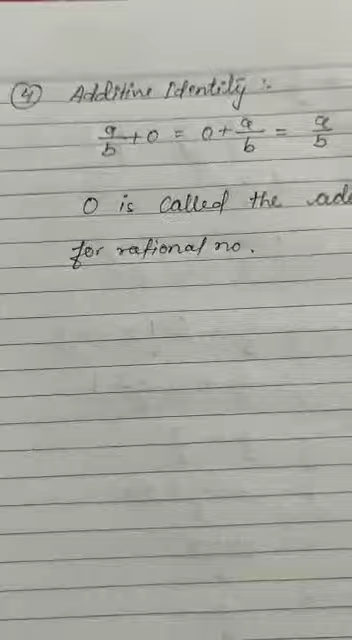 ④ Additive Identity :-
a/b + 0 = 0 + a/b = a/b
0 is called the
for rational no.